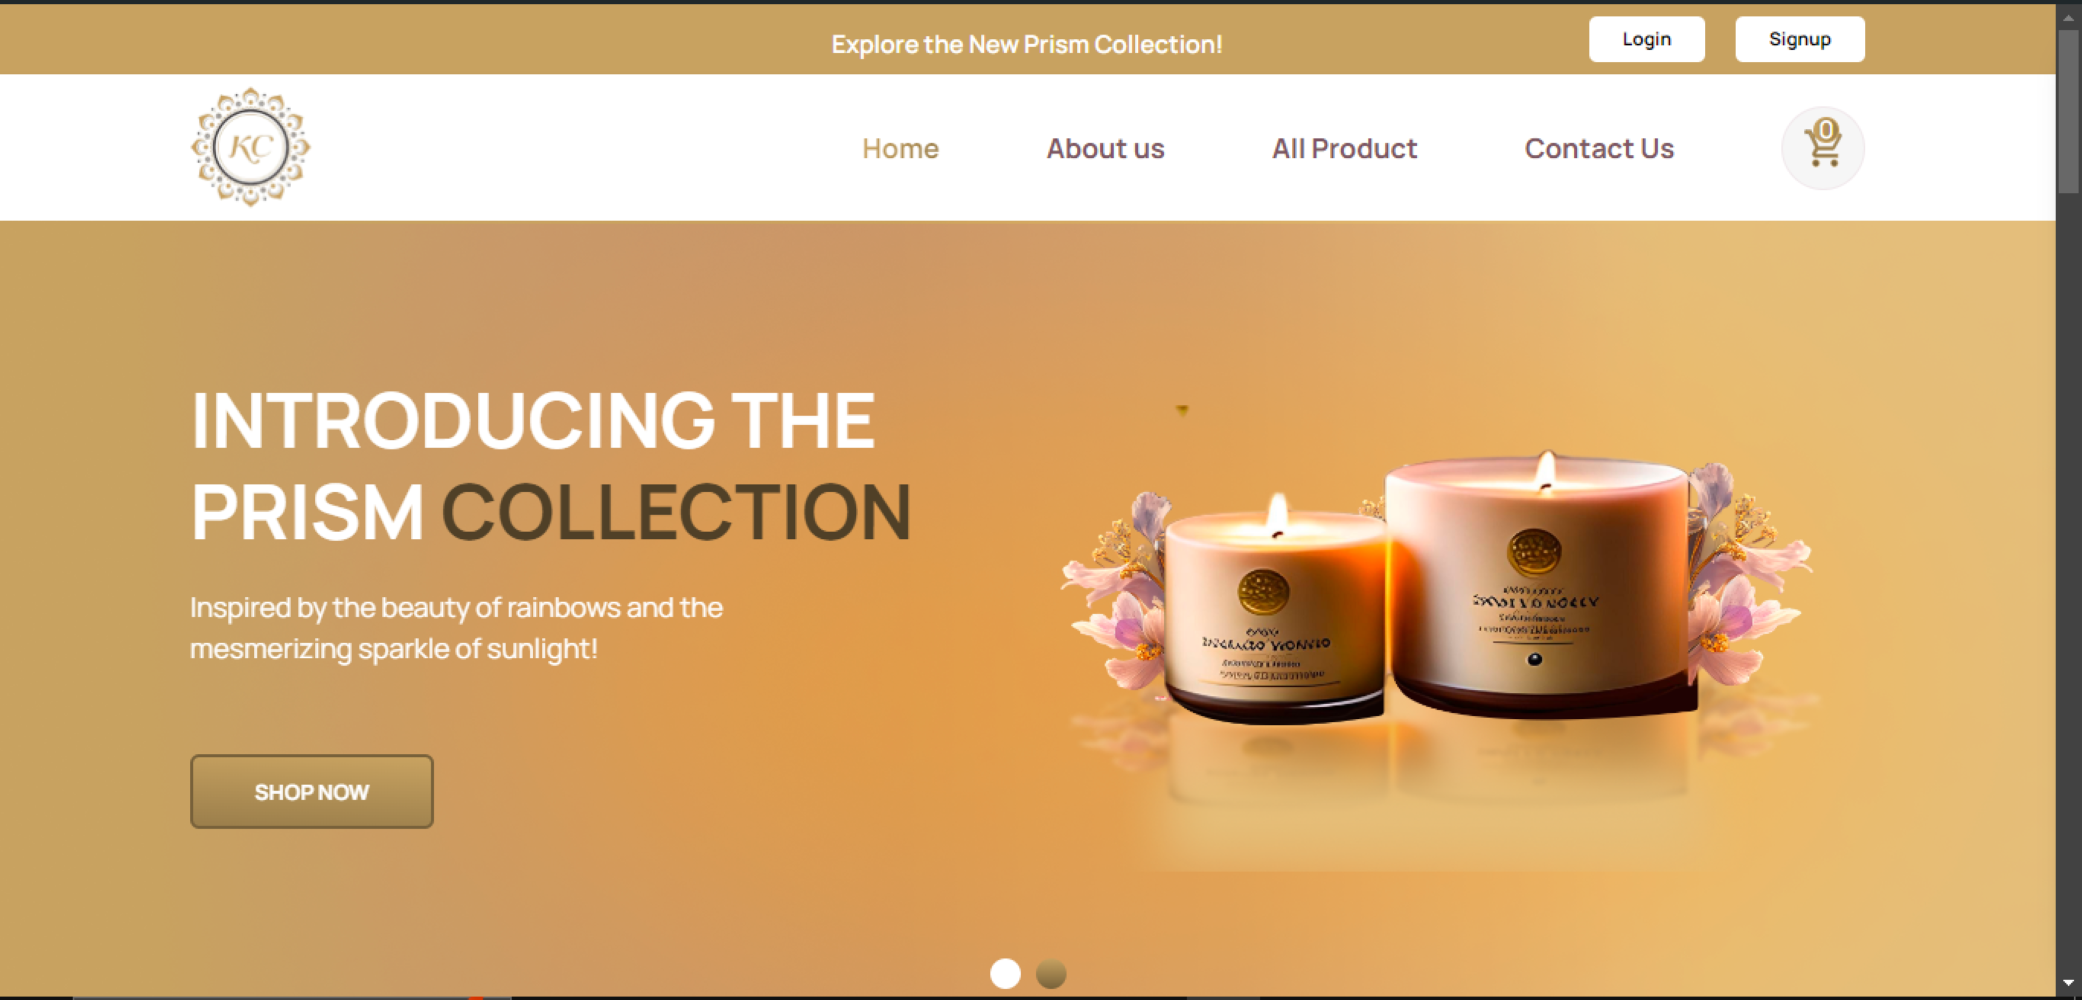 Explore the New Prism Collection!
Login
Signup
KC
Home
About us
All Product
Contact Us
0
INTRODUCING THE
PRISM COLLECTION
Inspired by the beauty of rainbows and the
mesmerizing sparkle of sunlight!
SHOP NOW